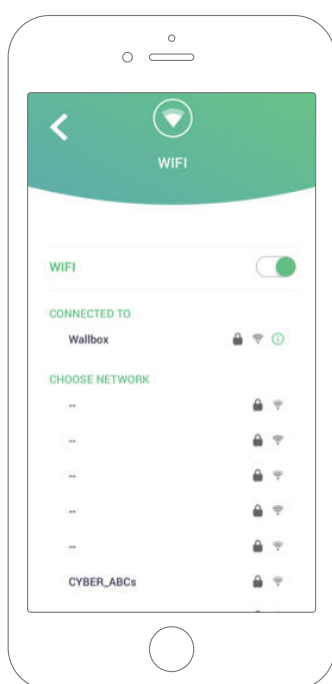 WIFI
WIFI
CONNECTED TO
Wallbox
CHOOSE NETWORK
--
--
--
--
--
CYBER_ABCs